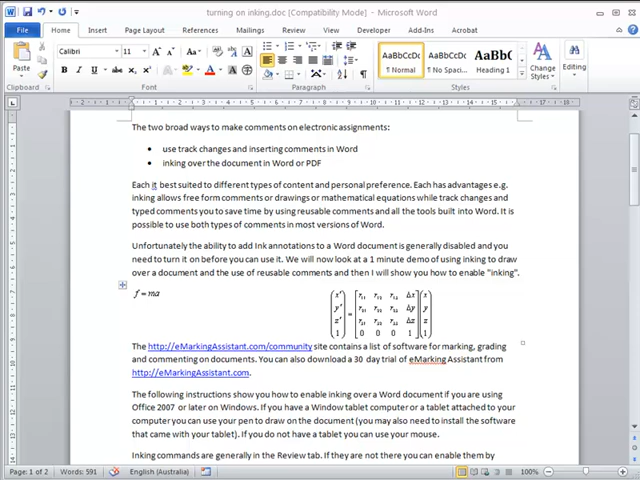 turning on inking.doc [Compatibility Mode] - Microsoft Word
File Home Insert Page Layout References Mailings Review View Developer Add-Ins Acrobat
Calibri 11 AaBbCcDc AaBbCcDc AaBbC
Paste ¶ Normal ¶ No Spaci... Heading 1 Change Styles Editing
Clipboard Font Paragraph Styles
The two broad ways to make comments on electronic assignments:
• use track changes and inserting comments in Word
• inking over the document in Word or PDF
Each it best suited to different types of content and personal preference. Each has advantages e.g.
inking allows free form comments or drawings or mathematical equations while track changes and
typed comments you to save time by using reusable comments and all the tools built into Word. It is
possible to use both types of comments in most versions of Word.
Unfortunately the ability to add Ink annotations to a Word document is generally disabled and you
need to turn it on before you can use it. We will now look at a 1 minute demo of using inking to draw
over a document and the use of reusable comments and then I will show you how to enable "inking".
f = ma
The http://eMarkingAssistant.com/community site contains a list of software for marking, grading
and commenting on documents. You can also download a 30 day trial of eMarking Assistant from
http://eMarkingAssistant.com.
The following instructions show you how to enable inking over a Word document if you are using
Office 2007 or later on Windows. If you have a Window tablet computer or a tablet attached to your
computer you can use your pen to draw on the document (you may also need to install the software
that came with your tablet). If you do not have a tablet you can use your mouse.
Inking commands are generally in the Review tab. If they are not there you can enable them by
Page: 1 of 2 Words: 591 English (Australia) 100%